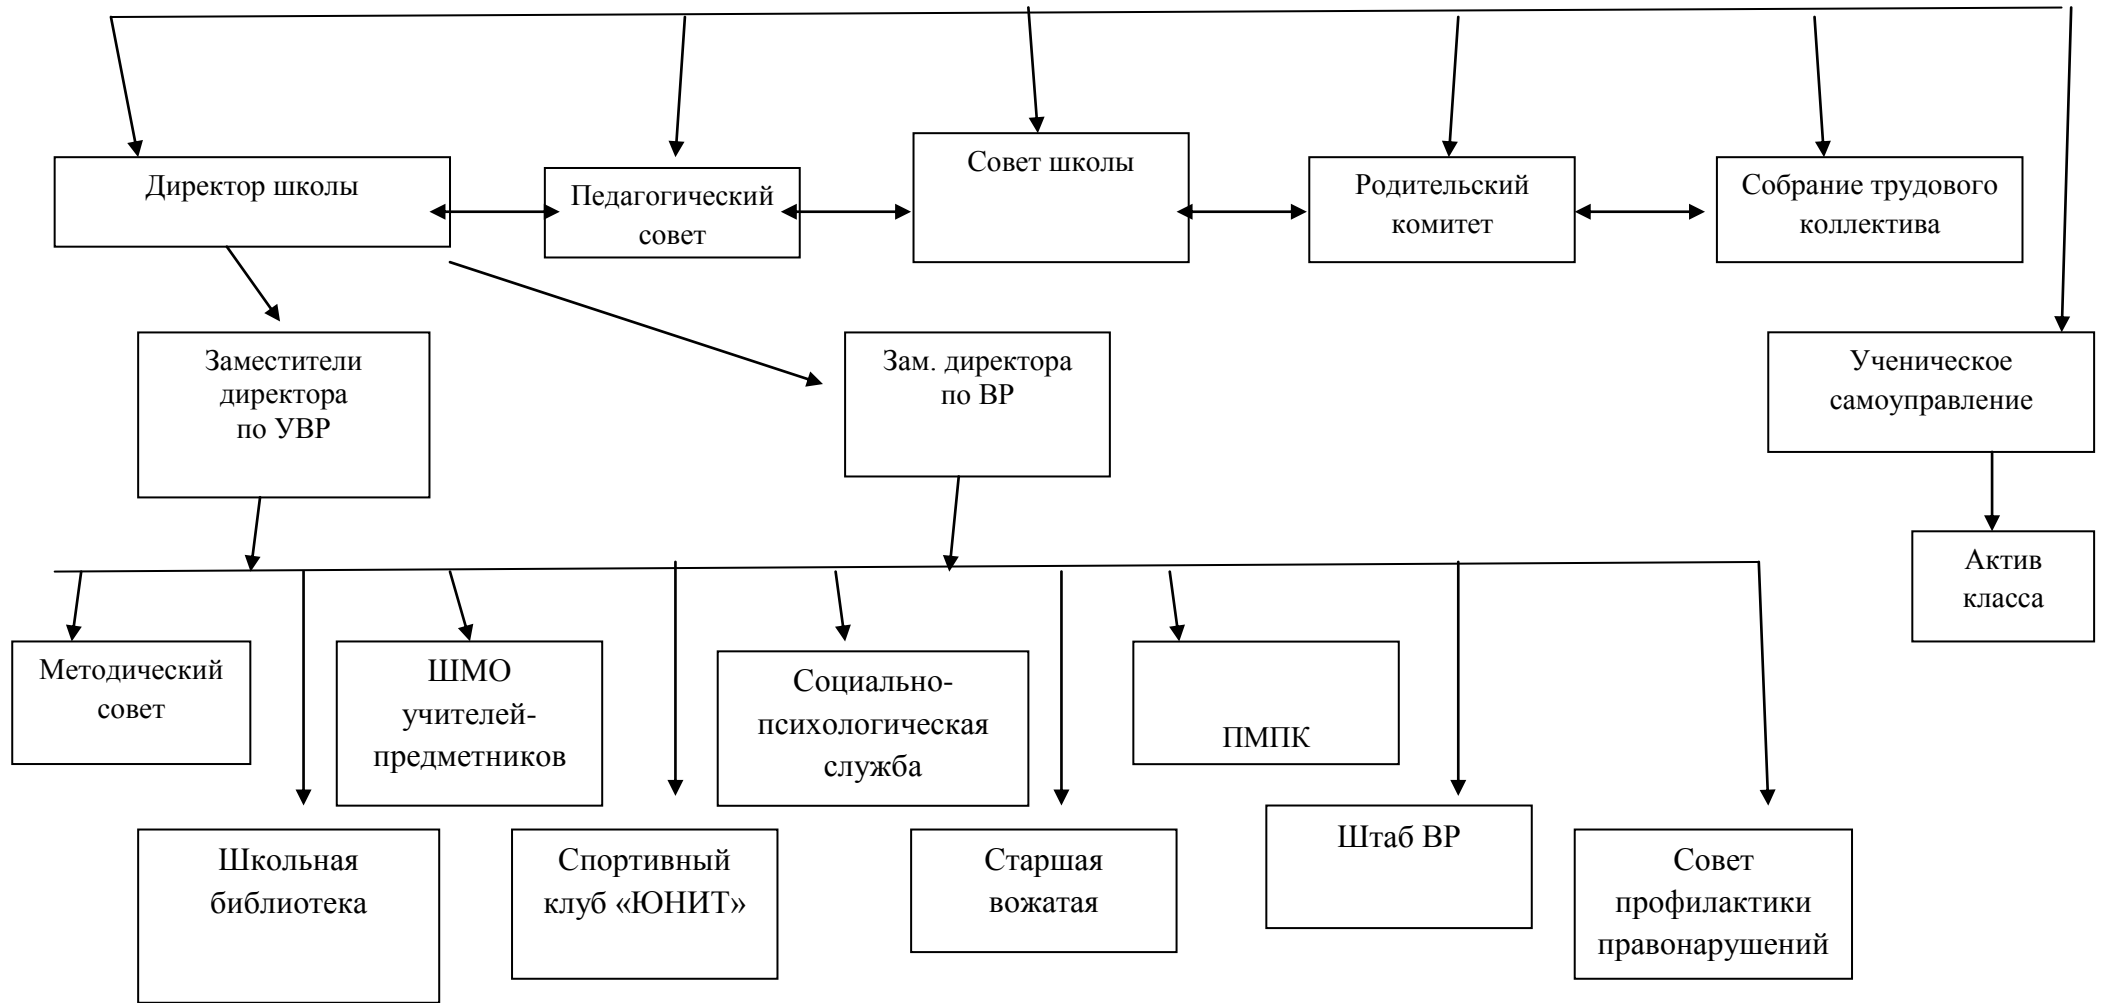 Директор школы
Педагогический
совет
Совет школы
Родительский
комитет
Собрание трудового
коллектива
Заместители
директора
по УВР
Зам. директора
по ВР
Ученическое
самоуправление
Актив
класса
Методический
совет
ШМО
учителей-
предметников
Социально-
психологическая
служба
ПМПК
Школьная
библиотека
Спортивный
клуб «ЮНИТ»
Старшая
вожатая
Штаб ВР
Совет
профилактики
правонарушений